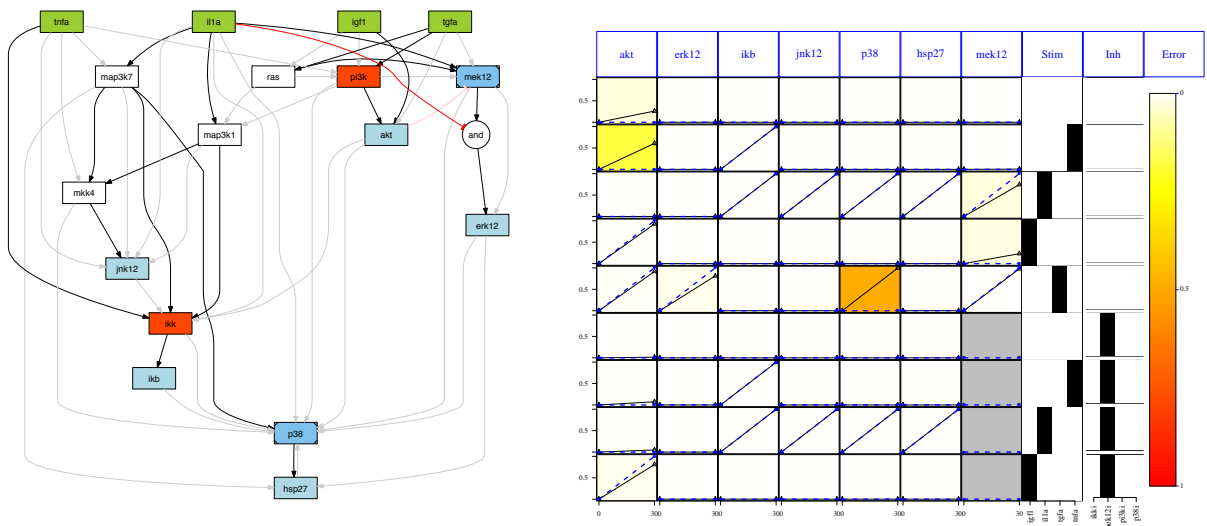 tnfa il1a igf1 tgfa
map3k7 ras pi3k mek12
map3k1 akt and
mkk4
erk12
jnk12
ikk
ikb
p38
hsp27
akt erk12 ikb jnk12 p38 hsp27 mek12 Stim Inh Error
0.5
0.5
0.5
0.5
0.5
0.5
0.5
0.5
0.5
0
0.5
1
0 300 300 300 300 300 300 30
igf1
il1a
tgfa
tnfa
ikki
mek12i
pi3ki
p38i